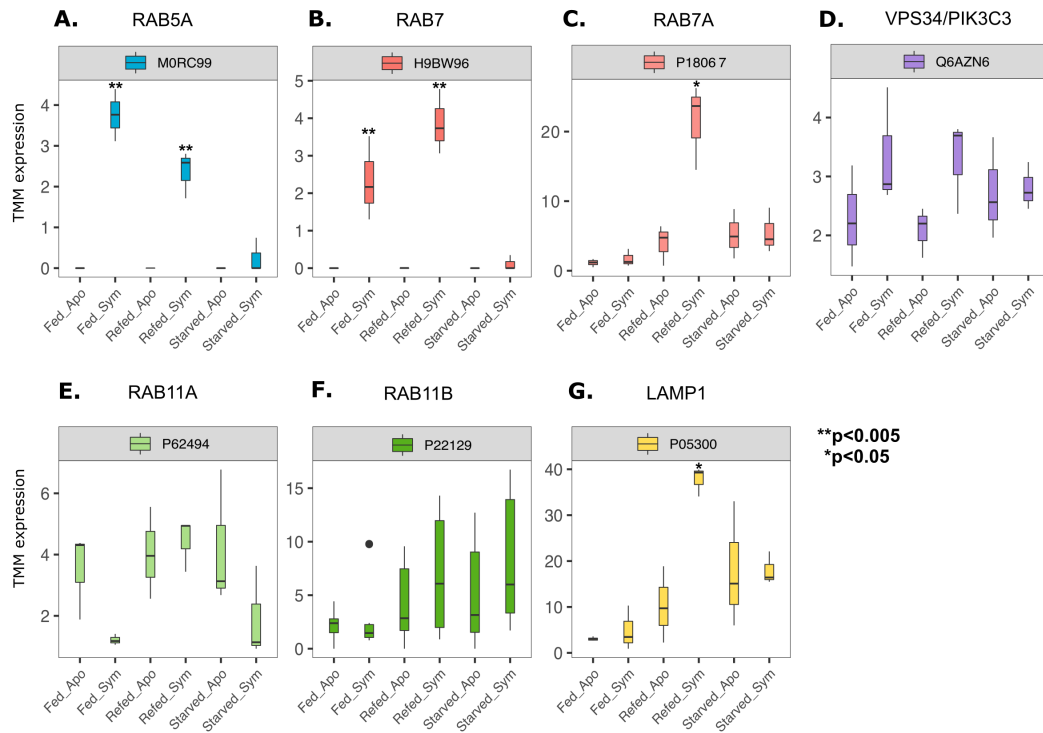 A. RAB5A
M0RC99
TMM expression
4
3
2
1
0
**
**
Fed_Apo
Fed_Sym
Refed_Apo
Refed_Sym
Starved_Apo
Starved_Sym
B. RAB7
H9BW96
5
4
3
2
1
0
**
**
Fed_Apo
Fed_Sym
Refed_Apo
Refed_Sym
Starved_Apo
Starved_Sym
C. RAB7A
P1806 7
20
10
0
*
Fed_Apo
Fed_Sym
Refed_Apo
Refed_Sym
Starved_Apo
Starved_Sym
D. VPS34/PIK3C3
Q6AZN6
4
3
2
Fed_Apo
Fed_Sym
Refed_Apo
Refed_Sym
Starved_Apo
Starved_Sym
E. RAB11A
P62494
TMM expression
6
4
2
Fed_Apo
Fed_Sym
Refed_Apo
Refed_Sym
Starved_Apo
Starved_Sym
F. RAB11B
P22129
15
10
5
0
Fed_Apo
Fed_Sym
Refed_Apo
Refed_Sym
Starved_Apo
Starved_Sym
G. LAMP1
P05300
40
30
20
10
0
*
Fed_Apo
Fed_Sym
Refed_Apo
Refed_Sym
Starved_Apo
Starved_Sym
**p<0.005
*p<0.05